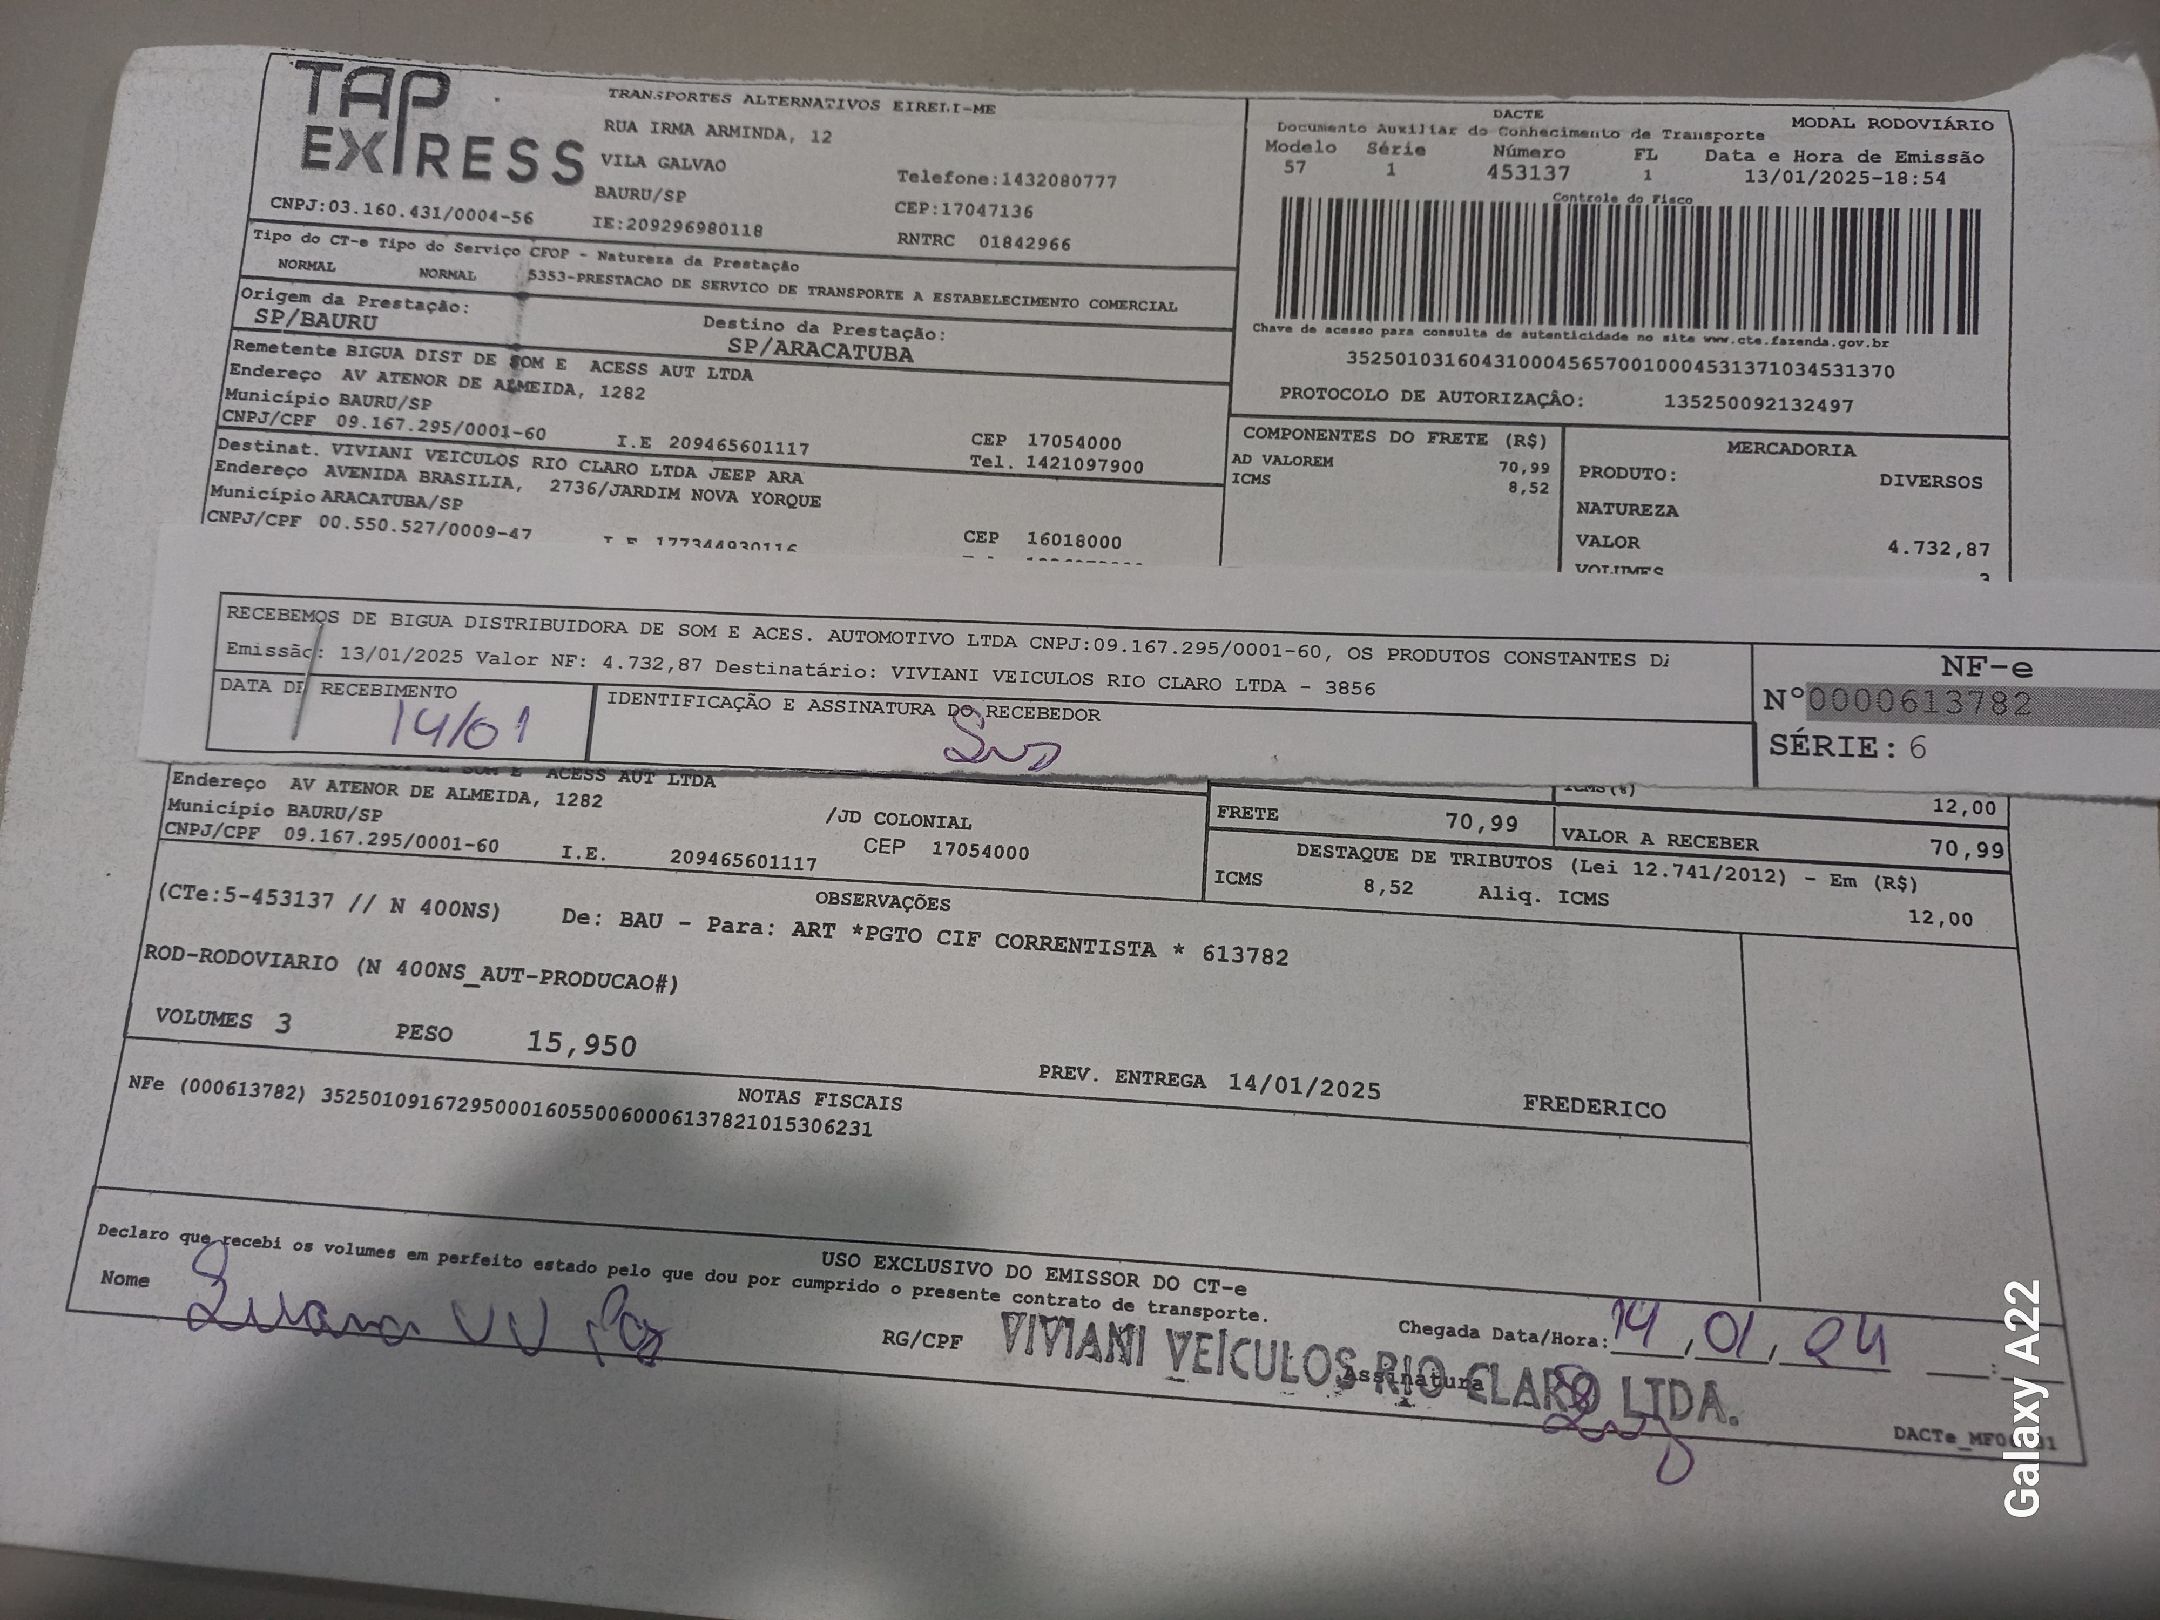 TAP EXPRESS
TRANSPORTES ALTERNATIVOS EIRELI-ME
RUA IRMA ARMINDA, 12
VILA GALVAO
BAURU/SP
Telefone:1432080777
CEP:17047136
CNPJ:03.160.431/0004-56
IE:209296980118
RNTRC 01842966
DACTE
MODAL RODOVIÁRIO
Documento Auxiliar do Conhecimento de Transporte
Modelo Série Número FL Data e Hora de Emissão
57 1 453137 1 13/01/2025-18:54
Controle do Fisco
Chave de acesso para consulta de autenticidade no site www.cte.fazenda.gov.br
35250103160431000456570010004531371034531370
PROTOCOLO DE AUTORIZAÇÃO: 135250092132497
Tipo do CT-e Tipo do Serviço CFOP - Natureza da Prestação
NORMAL NORMAL 5353-PRESTACAO DE SERVICO DE TRANSPORTE A ESTABELECIMENTO COMERCIAL
Origem da Prestação:
SP/BAURU
Destino da Prestação:
SP/ARACATUBA
Remetente BIGUA DIST DE SOM E ACESS AUT LTDA
Endereço AV ATENOR DE ALMEIDA, 1282
Município BAURU/SP
CNPJ/CPF 09.167.295/0001-60 I.E 209465601117
CEP 17054000
Tel. 1421097900
Destinat. VIVIANI VEICULOS RIO CLARO LTDA JEEP ARA
Endereço AVENIDA BRASILIA, 2736/JARDIM NOVA YORQUE
Município ARACATUBA/SP
CNPJ/CPF 00.550.527/0009-47 I E 177344930116
CEP 16018000
COMPONENTES DO FRETE (R$)
AD VALOREM 70,99
ICMS 8,52
MERCADORIA
PRODUTO: DIVERSOS
NATUREZA
VALOR 4.732,87
VOLUMES 3
RECEBEMOS DE BIGUA DISTRIBUIDORA DE SOM E ACES. AUTOMOTIVO LTDA CNPJ:09.167.295/0001-60, OS PRODUTOS CONSTANTES DA
Emissão: 13/01/2025 Valor NF: 4.732,87 Destinatário: VIVIANI VEICULOS RIO CLARO LTDA - 3856
DATA DE RECEBIMENTO
14/01
IDENTIFICAÇÃO E ASSINATURA DO RECEBEDOR
NF-e
Nº0000613782
SÉRIE: 6
SOM E ACESS AUT LTDA
Endereço AV ATENOR DE ALMEIDA, 1282
/JD COLONIAL
Município BAURU/SP
CEP 17054000
CNPJ/CPF 09.167.295/0001-60 I.E. 209465601117
ICMS(%) 12,00
FRETE 70,99
VALOR A RECEBER 70,99
DESTAQUE DE TRIBUTOS (Lei 12.741/2012) - Em (R$)
ICMS 8,52 Aliq. ICMS 12,00
OBSERVAÇÕES
(CTe:5-453137 // N 400NS) De: BAU - Para: ART *PGTO CIF CORRENTISTA * 613782
ROD-RODOVIARIO (N 400NS_AUT-PRODUCAO#)
VOLUMES 3 PESO 15,950
PREV. ENTREGA 14/01/2025 FREDERICO
NOTAS FISCAIS
NFe (000613782) 35250109167295000160550060006137821015306231
USO EXCLUSIVO DO EMISSOR DO CT-e
Declaro que recebi os volumes em perfeito estado pelo que dou por cumprido o presente contrato de transporte.
Nome
RG/CPF
Chegada Data/Hora: 14, 01, 24 :
VIVIANI VEÍCULOS RIO CLARO LTDA.
Assinatura
Galaxy A22